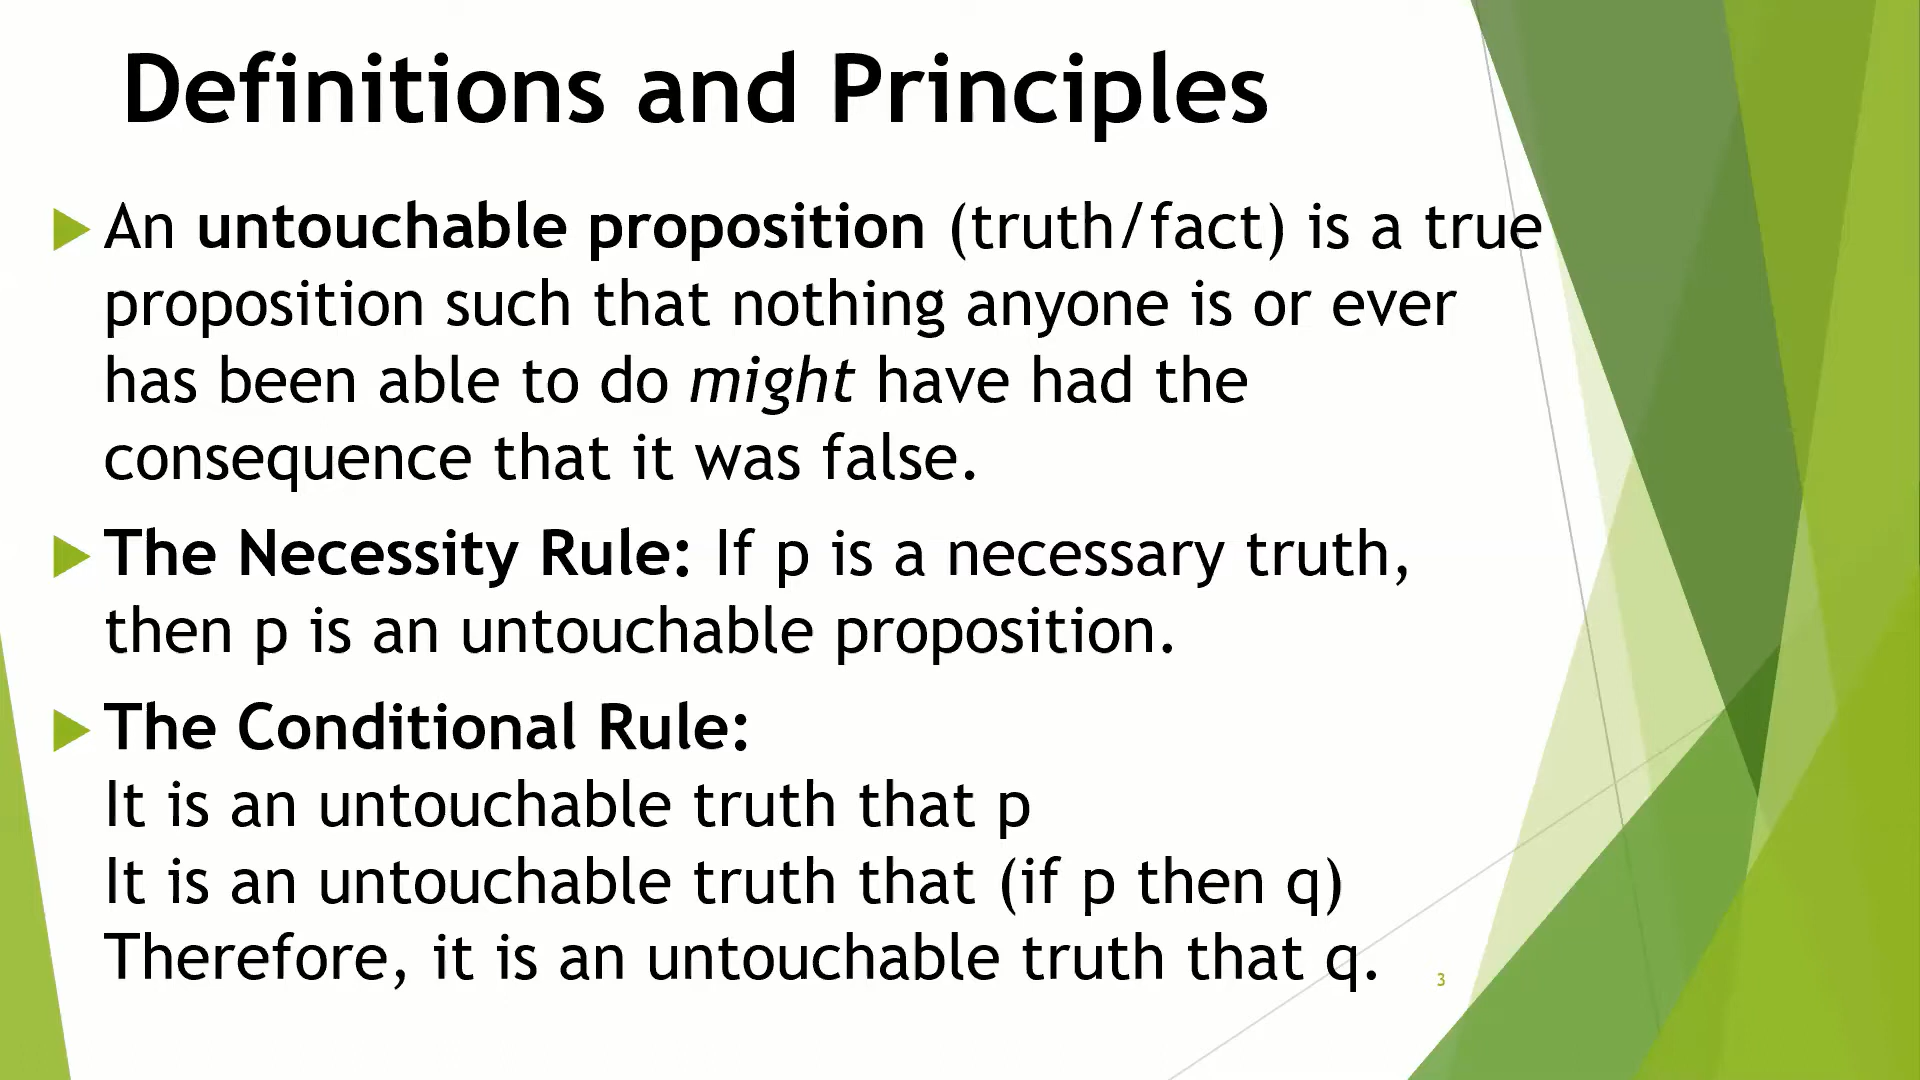 Definitions and Principles
An untouchable proposition (truth/fact) is a true
proposition such that nothing anyone is or ever
has been able to do might have had the
consequence that it was false.
The Necessity Rule: If p is a necessary truth,
then p is an untouchable proposition.
The Conditional Rule:
It is an untouchable truth that p
It is an untouchable truth that (if p then q)
Therefore, it is an untouchable truth that q.
3